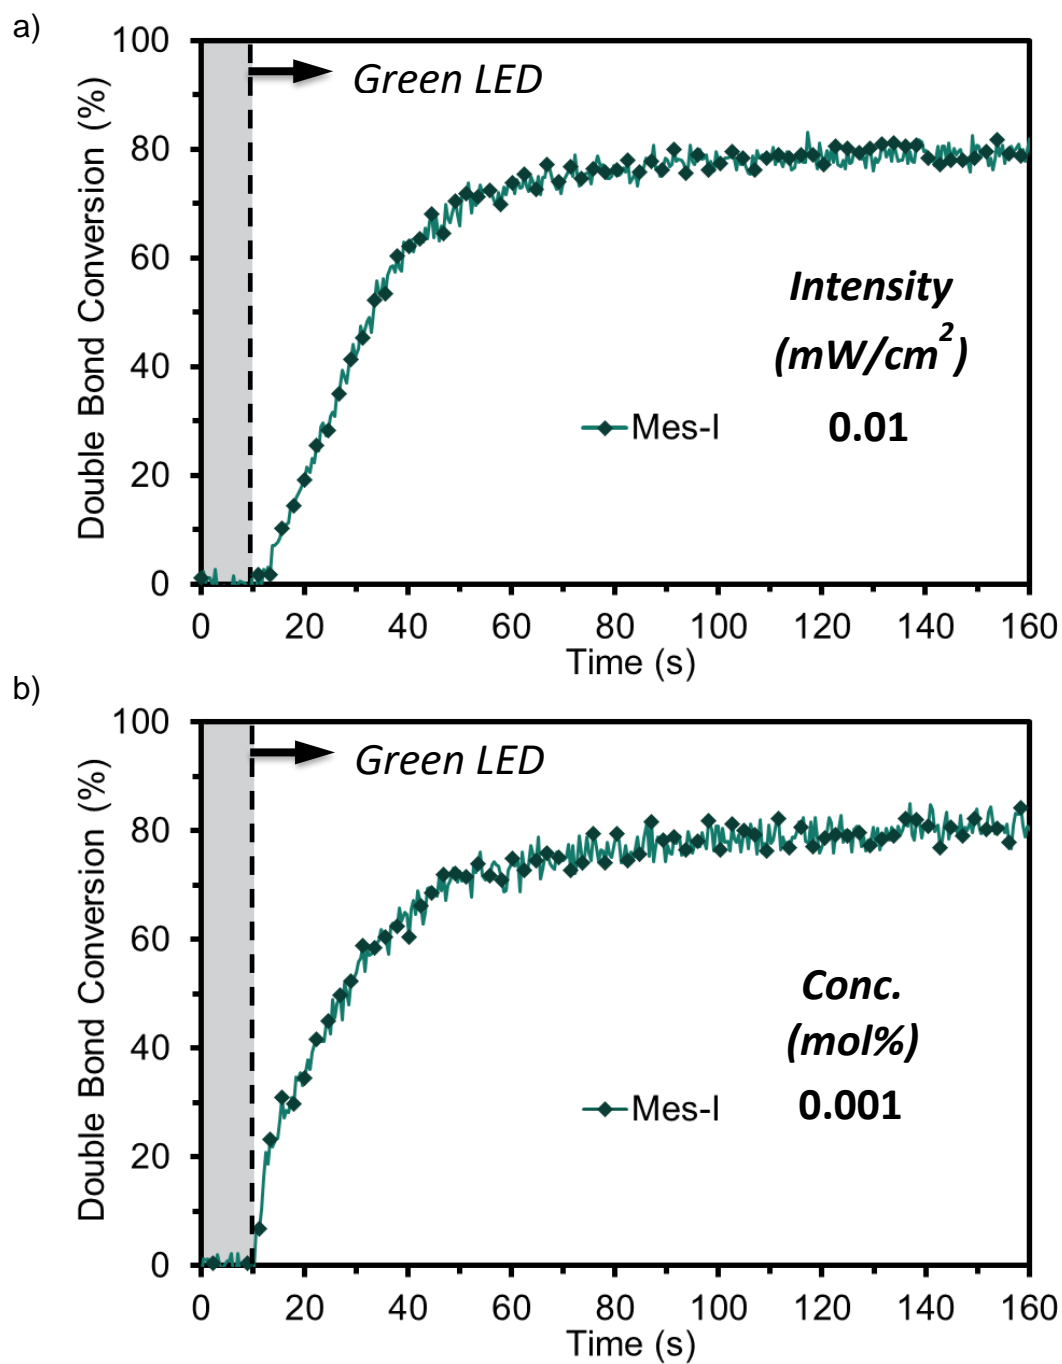 a)
100
80
60
40
20
0
Double Bond Conversion (%)
Green LED
Intensity
(mW/cm²)
Mes-I 0.01
0 20 40 60 80 100 120 140 160
Time (s)
b)
100
80
60
40
20
0
Double Bond Conversion (%)
Green LED
Conc.
(mol%)
Mes-I 0.001
0 20 40 60 80 100 120 140 160
Time (s)